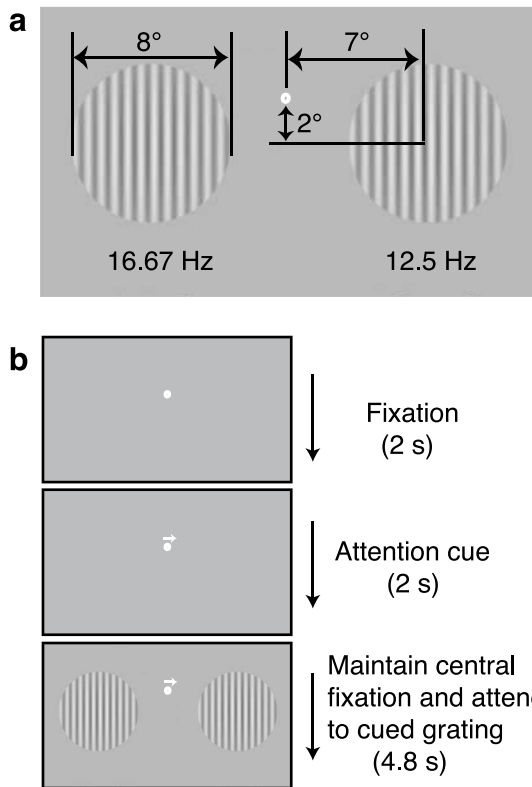 a
8°
7°
2°
16.67 Hz
12.5 Hz
b
Fixation
(2 s)
Attention cue
(2 s)
Maintain central
fixation and atten
to cued grating
(4.8 s)